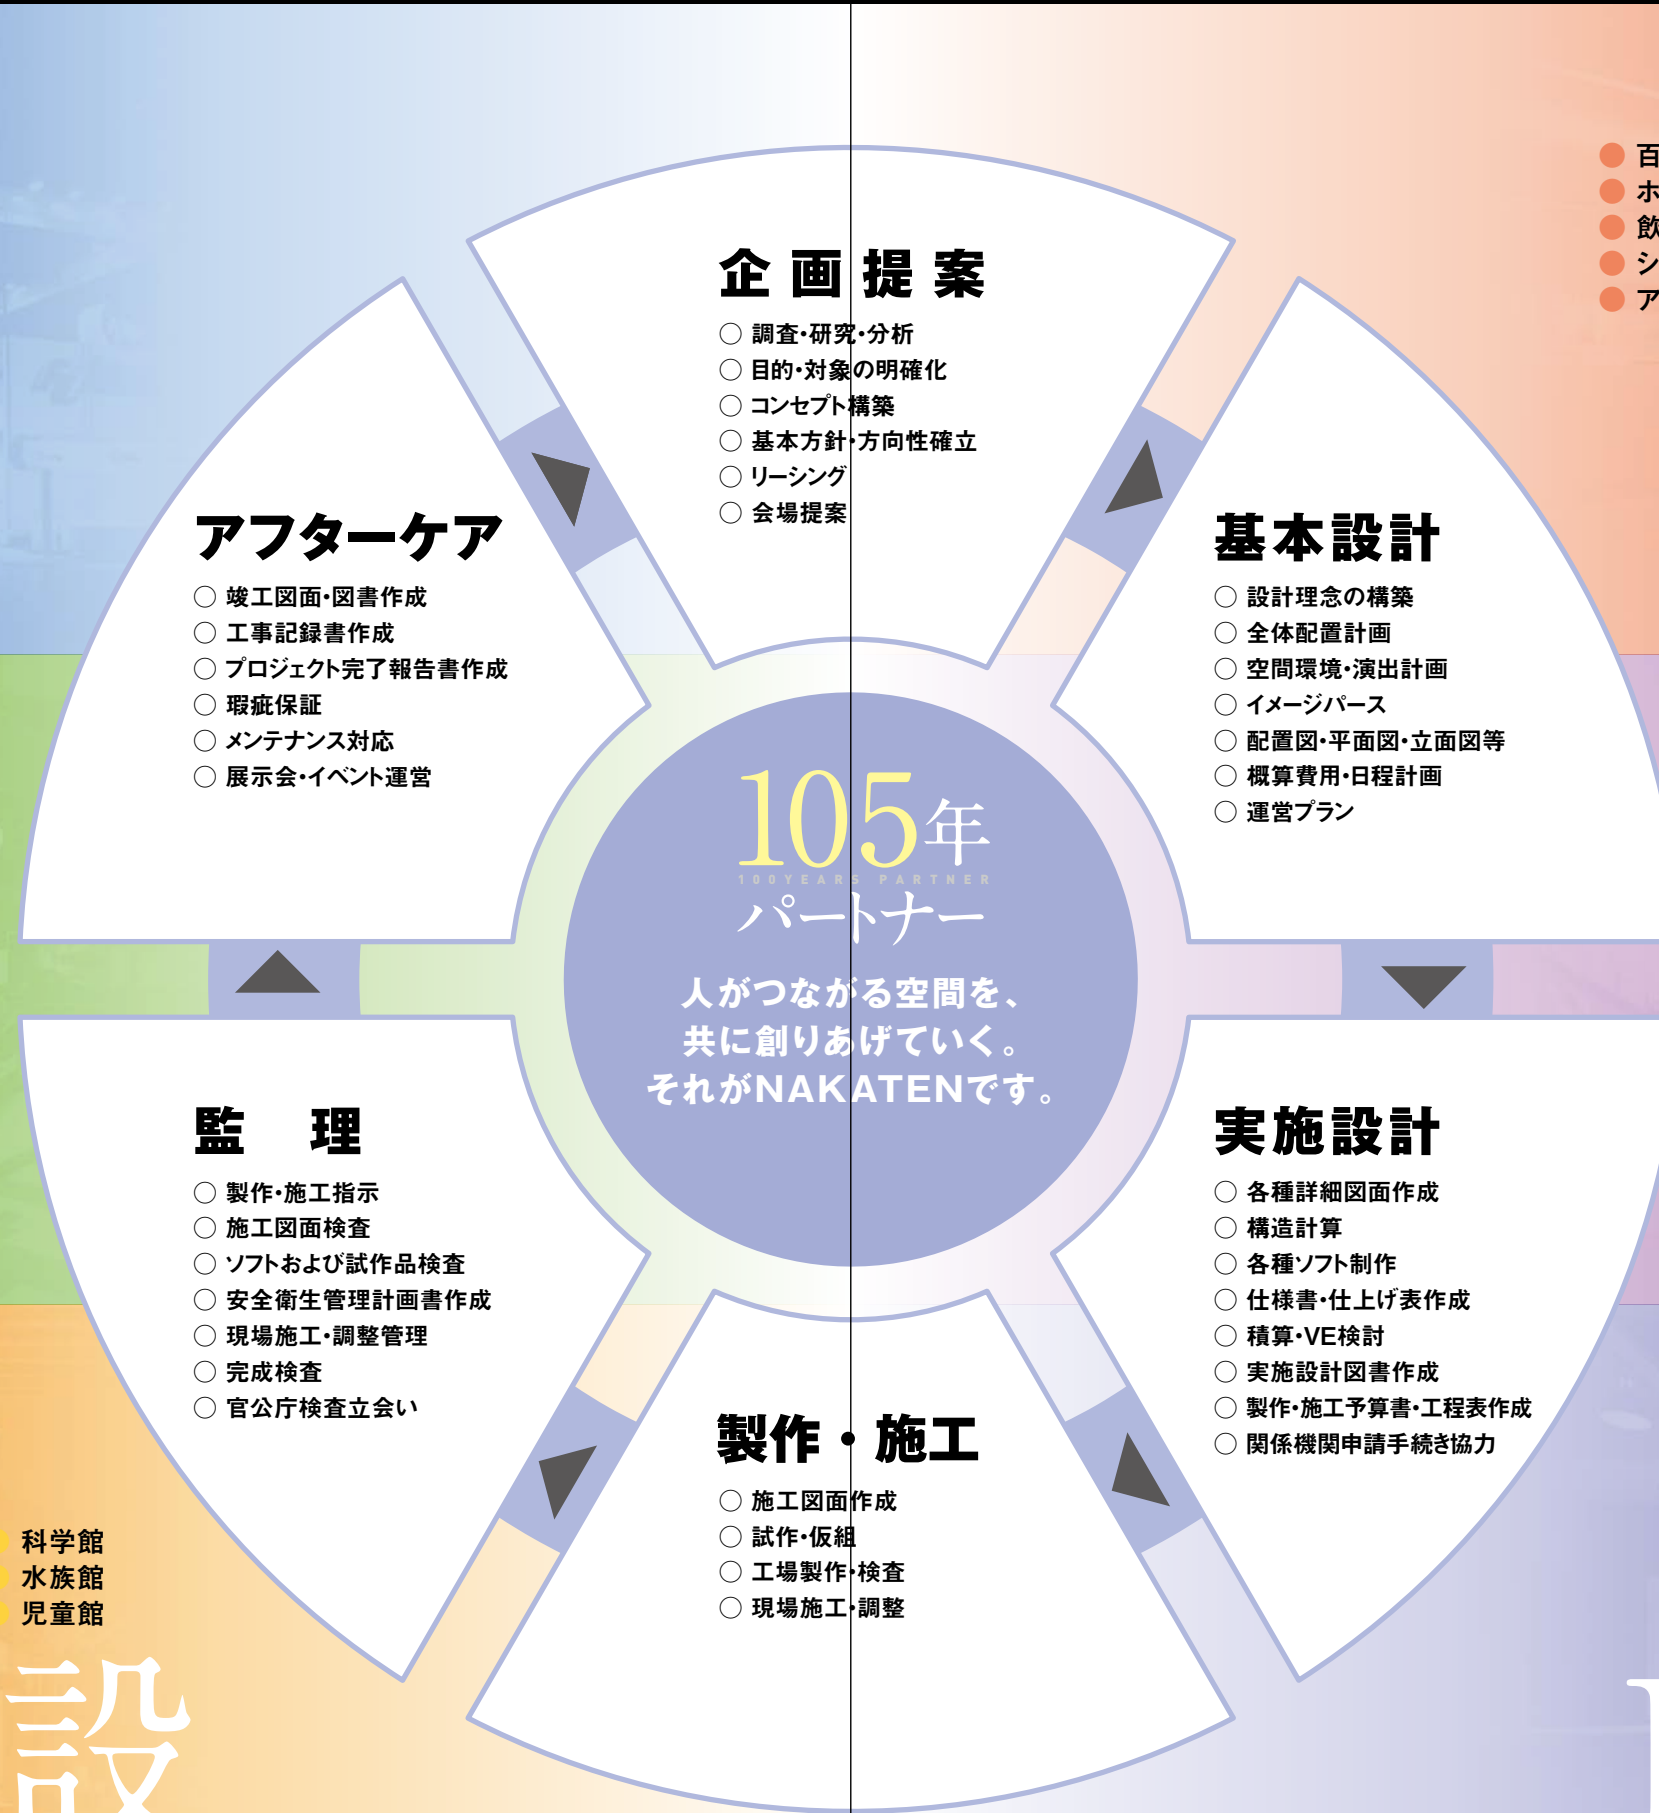 企画提案
○ 調査・研究・分析
○ 目的・対象の明確化
○ コンセプト構築
○ 基本方針・方向性確立
○ リーシング
○ 会場提案
基本設計
○ 設計理念の構築
○ 全体配置計画
○ 空間環境・演出計画
○ イメージパース
○ 配置図・平面図・立面図等
○ 概算費用・日程計画
○ 運営プラン
実施設計
○ 各種詳細図面作成
○ 構造計算
○ 各種ソフト制作
○ 仕様書・仕上げ表作成
○ 積算・VE検討
○ 実施設計図書作成
○ 製作・施工予算書・工程表作成
○ 関係機関申請手続き協力
製作・施工
○ 施工図面作成
○ 試作・仮組
○ 工場製作・検査
○ 現場施工・調整
監 理
○ 製作・施工指示
○ 施工図面検査
○ ソフトおよび試作品検査
○ 安全衛生管理計画書作成
○ 現場施工・調整管理
○ 完成検査
○ 官公庁検査立会い
アフターケア
○ 竣工図面・図書作成
○ 工事記録書作成
○ プロジェクト完了報告書作成
○ 瑕疵保証
○ メンテナンス対応
○ 展示会・イベント運営
105年
100YEARS PARTNER
パートナー
人がつながる空間を、
共に創りあげていく。
それがNAKATENです。
● 百
● ホ
● 飲
● シ
● ア
● 科学館
● 水族館
● 児童館
設